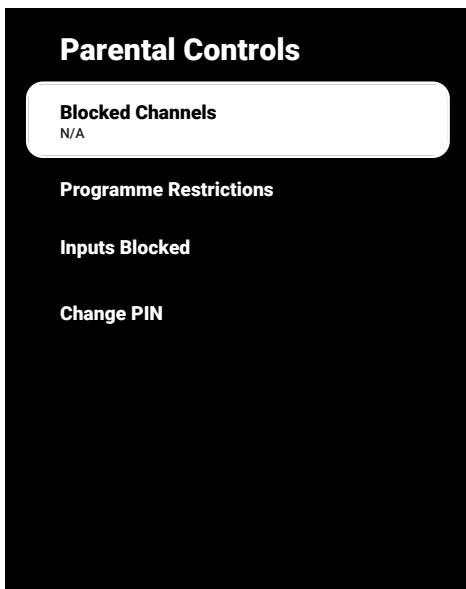 Parental Controls
Blocked Channels
N/A
Programme Restrictions
Inputs Blocked
Change PIN